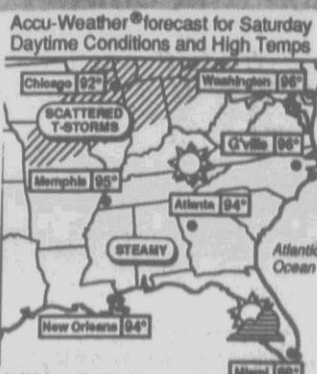 Accu-Weather® forecast for Saturday
Daytime Conditions and High Temps
Chicago 92°
Washington 96°
SCATTERED
T-STORMS
G'ville 96°
Memphis 95°
Atlanta 94°
STEAMY
Atlantic
Ocean
New Orleans 94°
Miami